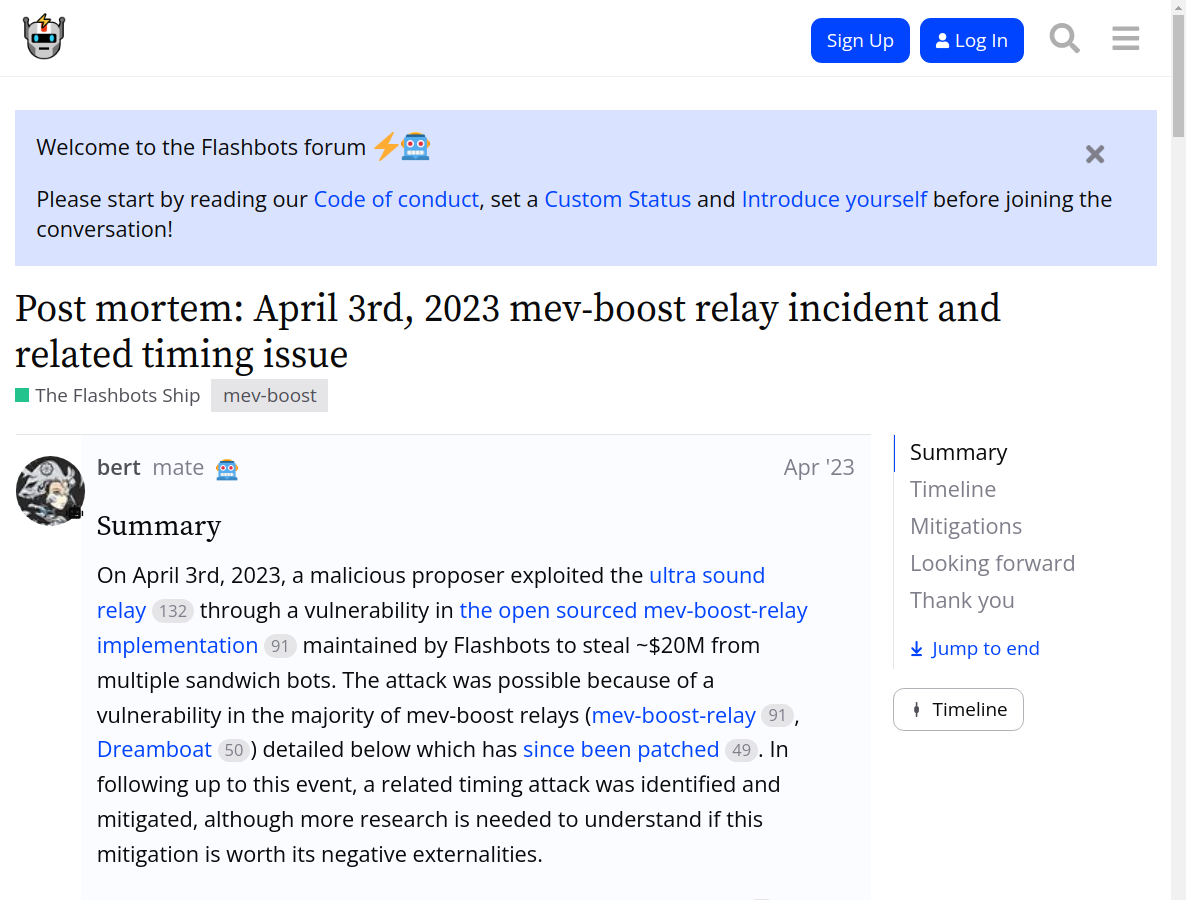 Sign Up
Log In
Welcome to the Flashbots forum
Please start by reading our Code of conduct, set a Custom Status and Introduce yourself before joining the
conversation!
Post mortem: April 3rd, 2023 mev-boost relay incident and
related timing issue
The Flashbots Ship
mev-boost
bert mate
Apr '23
Summary
On April 3rd, 2023, a malicious proposer exploited the ultra sound
relay 132 through a vulnerability in the open sourced mev-boost-relay
implementation 91 maintained by Flashbots to steal ~$20M from
multiple sandwich bots. The attack was possible because of a
vulnerability in the majority of mev-boost relays (mev-boost-relay 91,
Dreamboat 50) detailed below which has since been patched 49. In
following up to this event, a related timing attack was identified and
mitigated, although more research is needed to understand if this
mitigation is worth its negative externalities.
Summary
Timeline
Mitigations
Looking forward
Thank you
Jump to end
Timeline